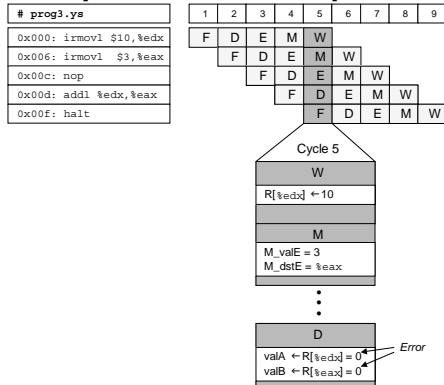 # prog3.ys
1 2 3 4 5 6 7 8 9
0x000: irmovl $10,%edx F D E M W
0x006: irmovl $3,%eax F D E M W
0x00c: nop F D E M W
0x00d: addl %edx,%eax F D E M W
0x00f: halt F D E M W
Cycle 5
W
R[%edx] ← 10
M
M_valE = 3
M_dstE = %eax
D
valA ← R[%edx] = 0
valB ← R[%eax] = 0
Error